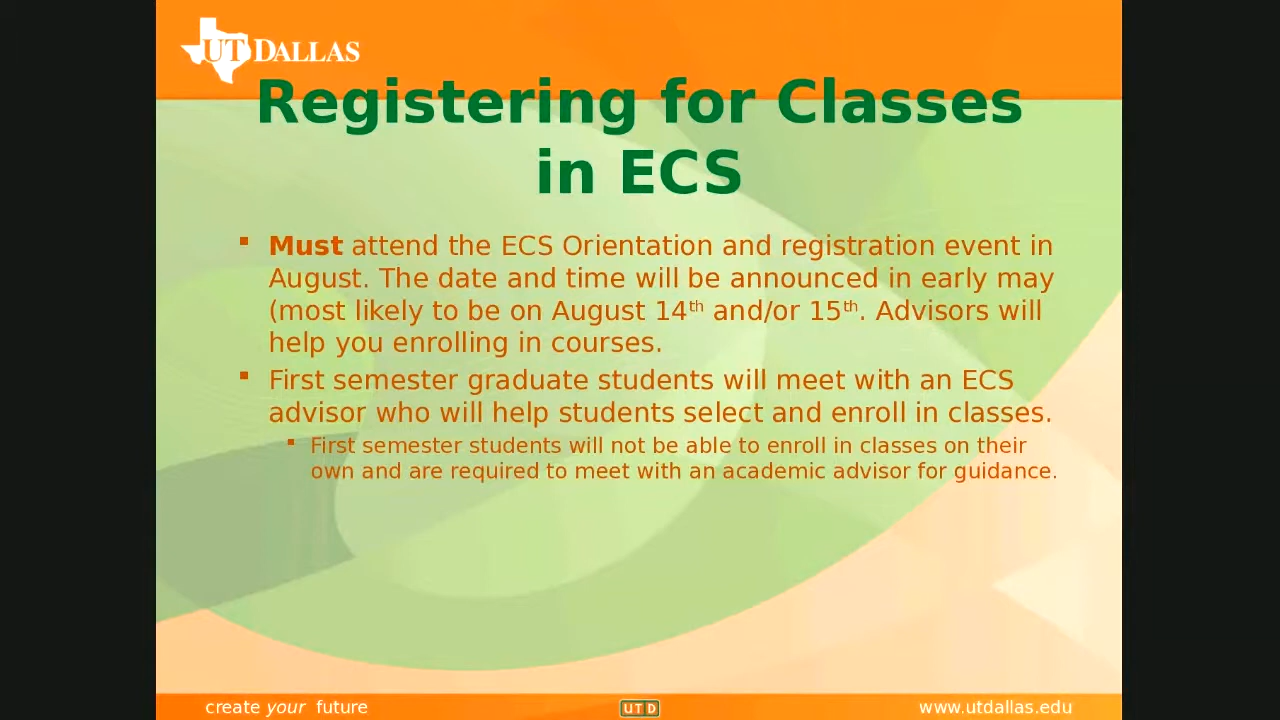 UT DALLAS
Registering for Classes
in ECS
▪ Must attend the ECS Orientation and registration event in
August. The date and time will be announced in early may
(most likely to be on August 14th and/or 15th. Advisors will
help you enrolling in courses.
▪ First semester graduate students will meet with an ECS
advisor who will help students select and enroll in classes.
▪ First semester students will not be able to enroll in classes on their
own and are required to meet with an academic advisor for guidance.
create your future
UTD
www.utdallas.edu